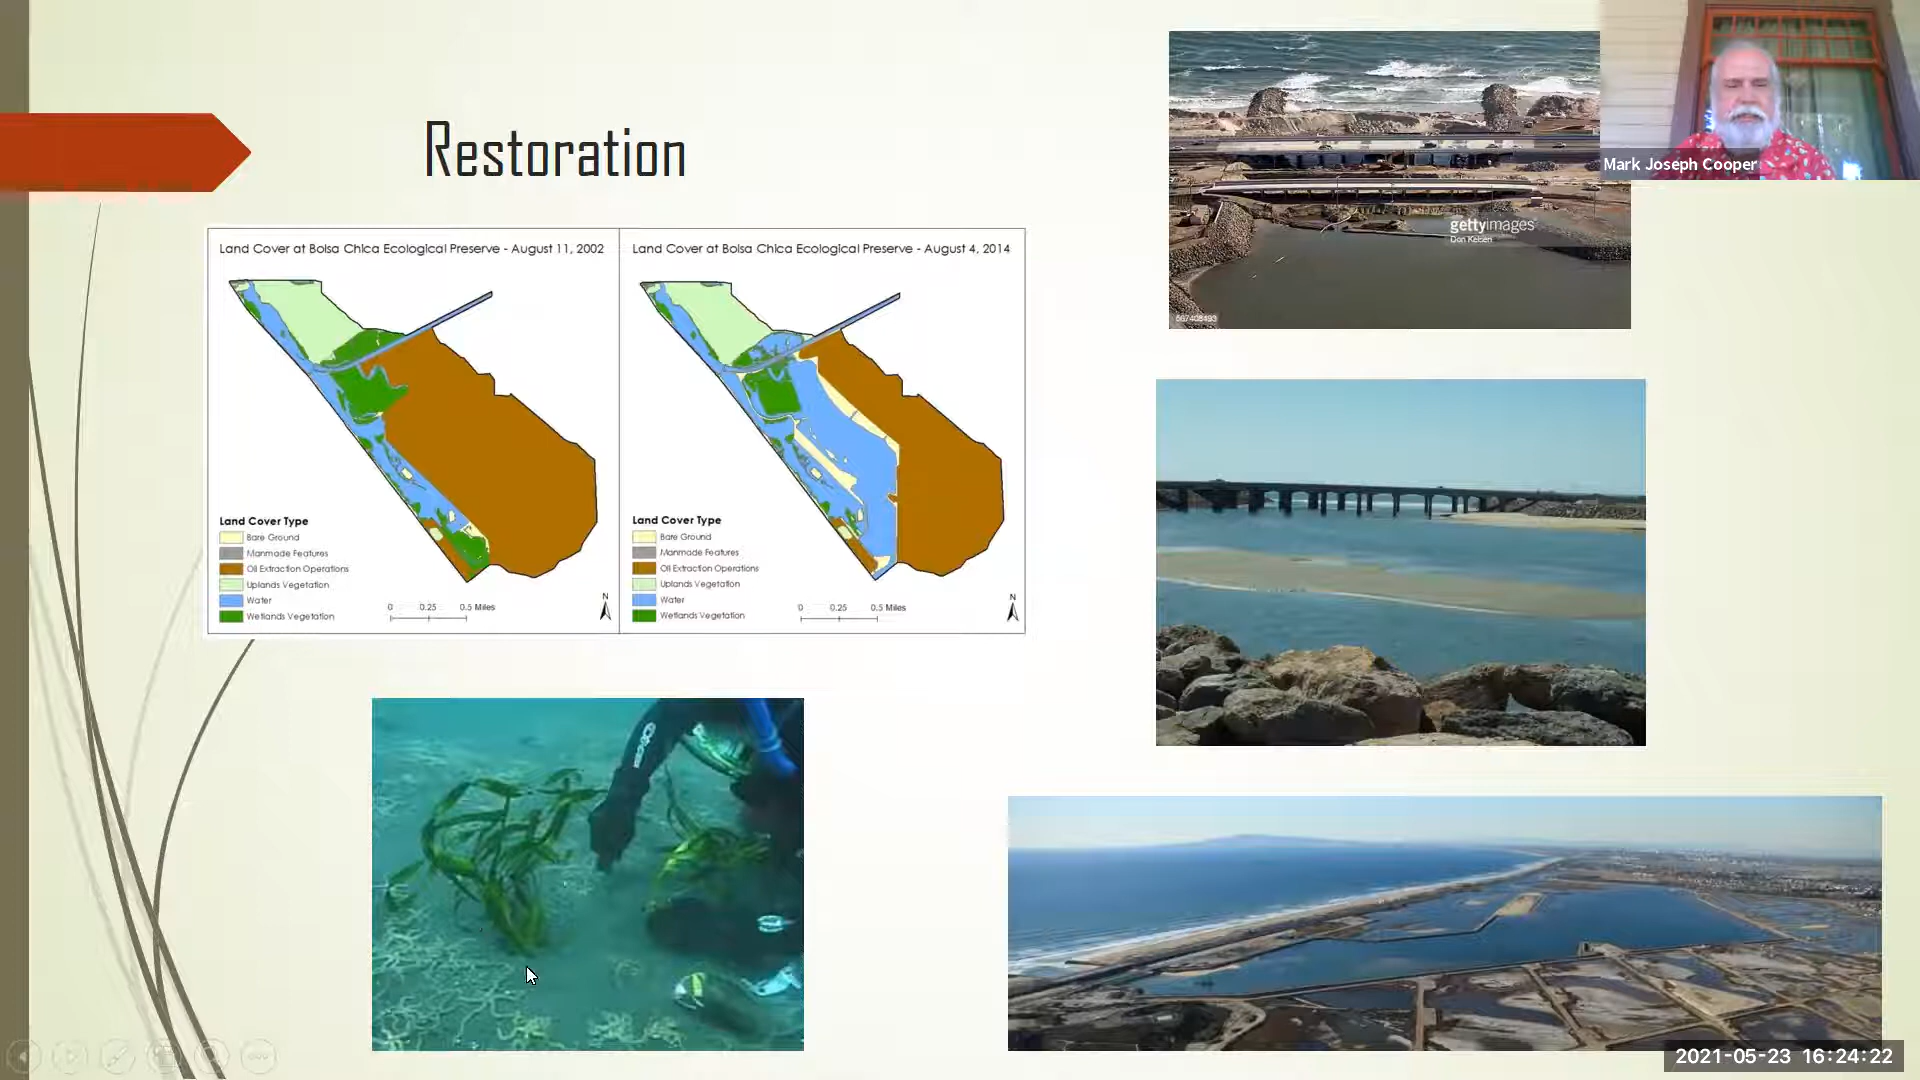 Restoration
Land Cover at Bolsa Chica Ecological Preserve - August 11, 2002
Land Cover Type
Bare Ground
Manmade Features
Oil Extraction Operations
Uplands Vegetation
Water
Wetlands Vegetation
0 0.25 0.5 Miles
N
Land Cover at Bolsa Chica Ecological Preserve - August 4, 2014
Land Cover Type
Bare Ground
Manmade Features
Oil Extraction Operations
Uplands Vegetation
Water
Wetlands Vegetation
0 0.25 0.5 Miles
N
gettyimages
Don Kelsen
567408493
Mark Joseph Cooper
2021-05-23 16:24:22